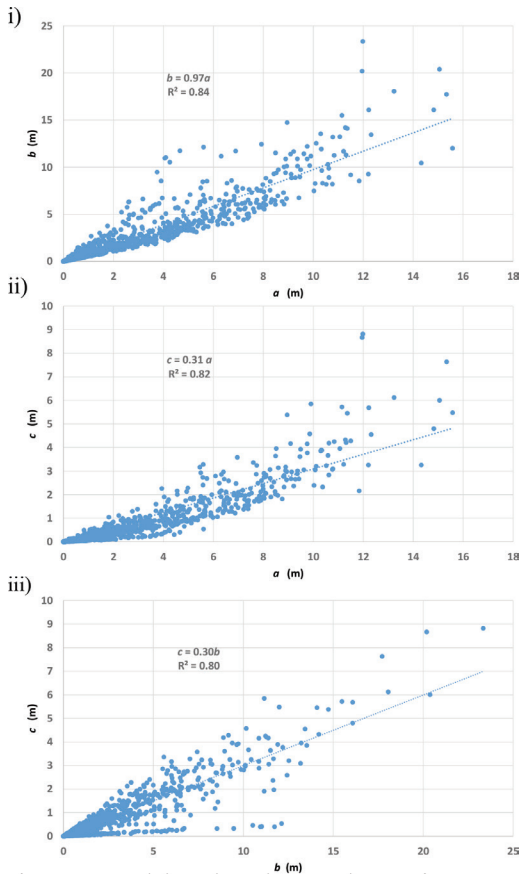 i)
25
20
15
10
5
0
b (m)
b = 0.97a
R² = 0.84
0 2 4 6 8 10 12 14 16 18
a (m)
ii)
10
9
8
7
6
5
4
3
2
1
0
c (m)
c = 0.31 a
R² = 0.82
0 2 4 6 8 10 12 14 16 18
a (m)
iii)
10
9
8
7
6
5
4
3
2
1
0
c (m)
c = 0.30b
R² = 0.80
0 5 10 15 20 25
b (m)